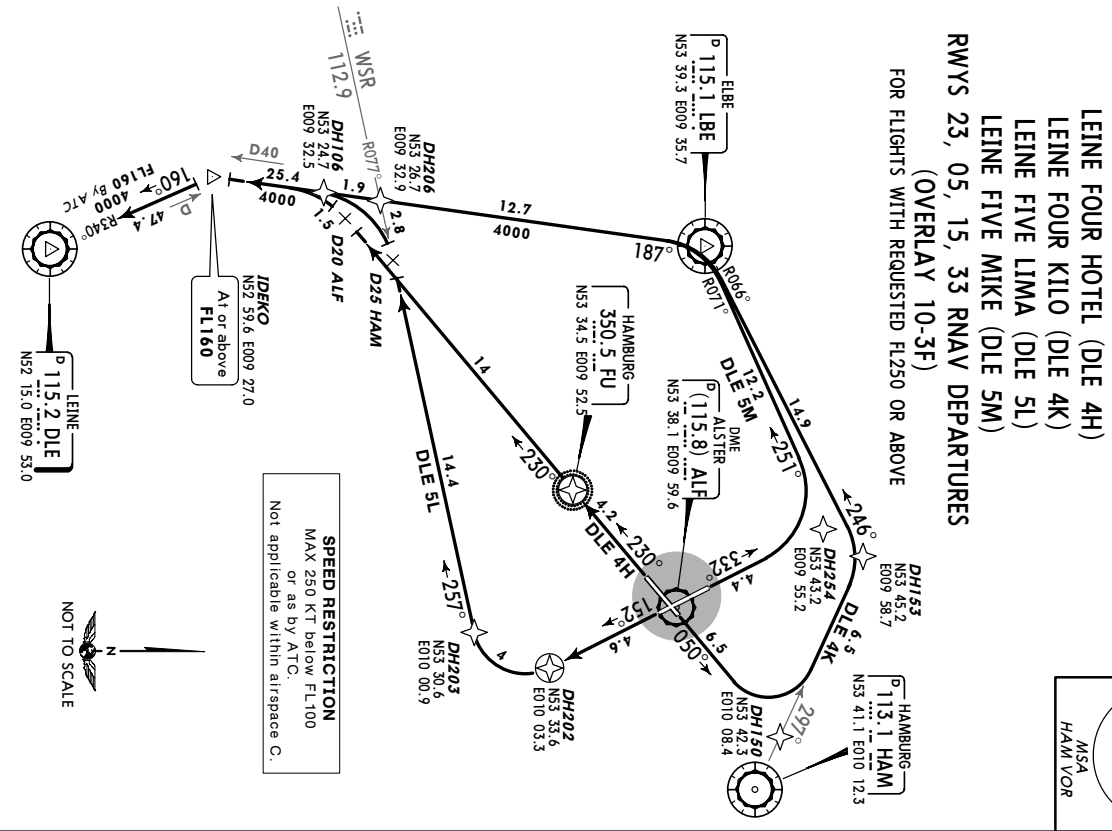 LEINE FOUR HOTEL (DLE 4H)
LEINE FOUR KILO (DLE 4K)
LEINE FIVE LIMA (DLE 5L)
LEINE FIVE MIKE (DLE 5M)
RWYS 23, 05, 15, 33 RNAV DEPARTURES
(OVERLAY 10-3F)
FOR FLIGHTS WITH REQUESTED FL250 OR ABOVE
MSA
HAM VOR
ELBE
D 115.1 LBE
N53 39.3 E009 35.7
WSR
112.9
R077°
DH206
N53 26.7
E009 32.9
DH106
N53 24.7
E009 32.5
D40
25.4
4000
1.9
2.8
1.5
D20 ALF
D25 HAM
12.7
4000
187°
R066°
R071°
12.2
DLE 5M
251°
14.9
246°
DH153
N53 45.2
E009 58.7
DH254
N53 43.2
E009 55.2
6.5
DLE 4K
HAMBURG
D 113.1 HAM
N53 41.1 E010 12.3
297°
DH150
N53 42.3
E010 08.4
6.5
050°
332°
4.4
DME
ALSTER
D (115.8) ALF
N53 38.1 E009 59.6
HAMBURG
350.5 FU
N53 34.5 E009 52.5
230°
4.2
DLE 4H
230°
14
152°
4.6
DH202
N53 33.6
E010 03.3
4
DH203
N53 30.6
E010 00.9
257°
14.4
DLE 5L
IDEKO
N52 59.6 E009 27.0
At or above
FL160
160°
4000
FL160 By ATC
D
47.4
R340°
LEINE
D 115.2 DLE
N52 15.0 E009 53.0
SPEED RESTRICTION
MAX 250 KT below FL100
or as by ATC.
Not applicable within airspace C.
N
NOT TO SCALE